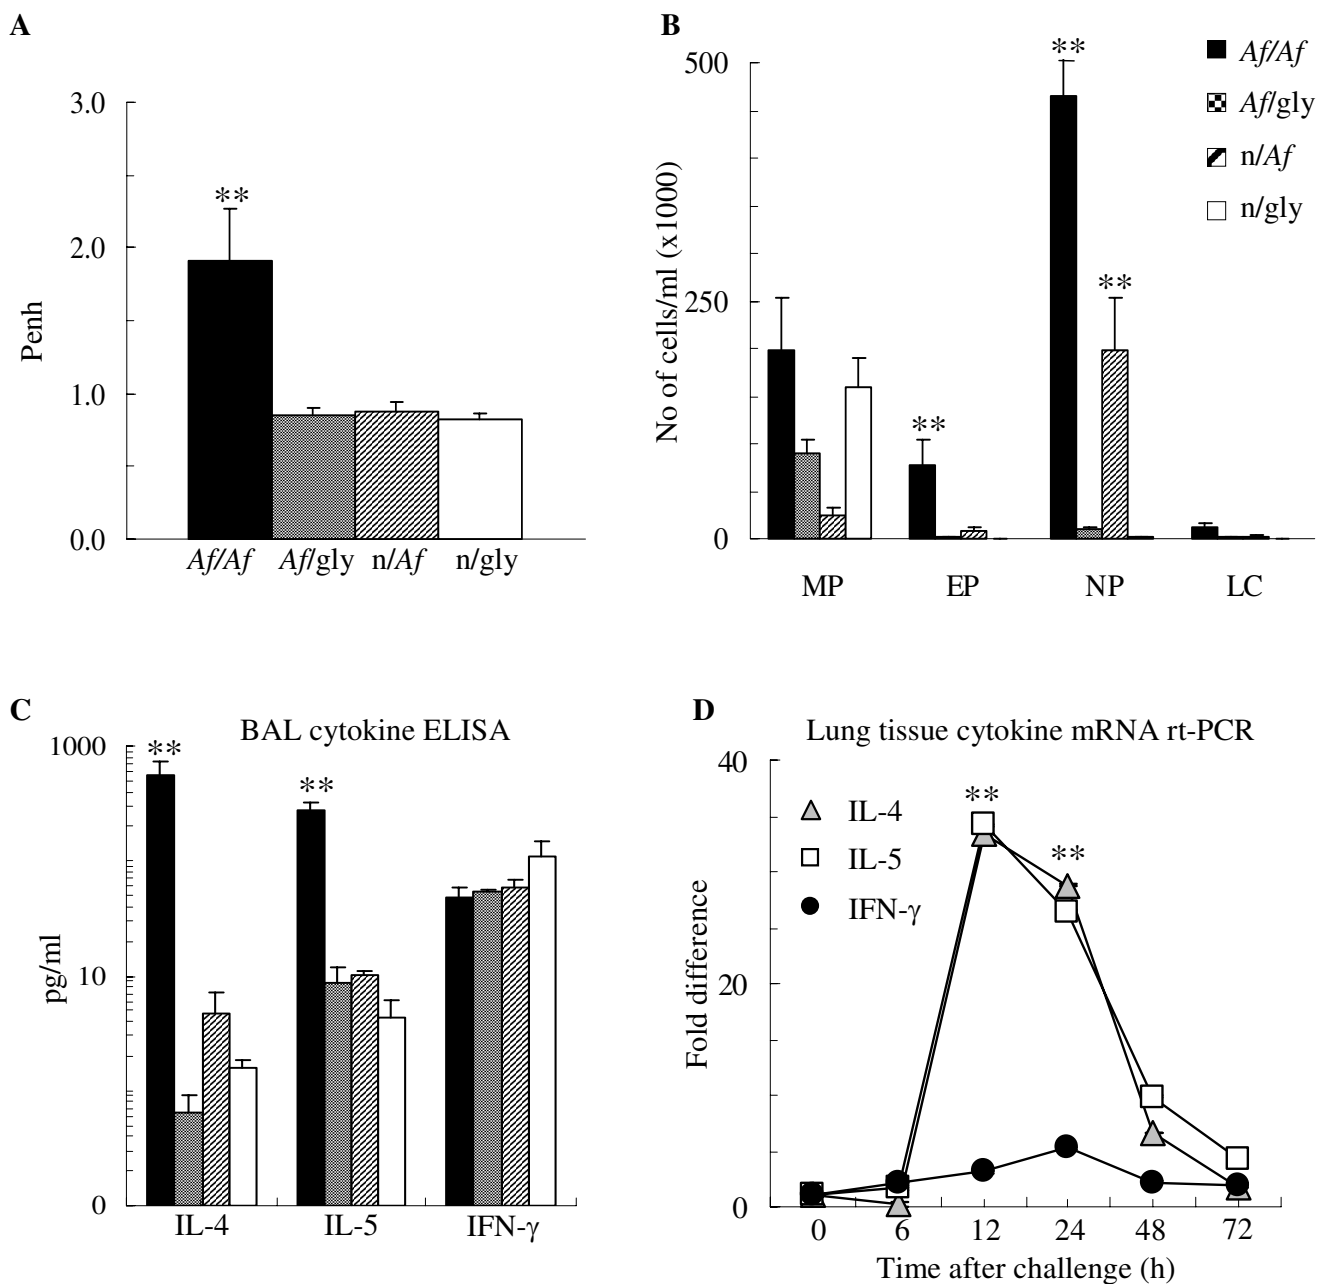 A
3.0
2.0
1.0
0.0
Penh
**
Af/Af Af/gly n/Af n/gly
B
500
250
0
No of cells/ml (x1000)
**
**
**
Af/Af
Af/gly
n/Af
n/gly
MP EP NP LC
C
BAL cytokine ELISA
1000
10
0
pg/ml
**
**
IL-4 IL-5 IFN-γ
D
Lung tissue cytokine mRNA rt-PCR
40
20
0
Fold difference
IL-4
IL-5
IFN-γ
**
**
0 6 12 24 48 72
Time after challenge (h)